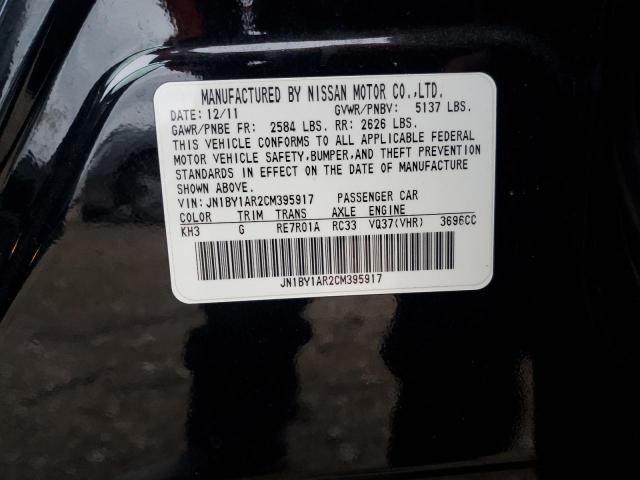 MANUFACTURED BY NISSAN MOTOR CO.,LTD.
DATE: 12/11 GVWR/PNBV: 5137 LBS.
GAWR/PNBE FR: 2584 LBS. RR: 2626 LBS.
THIS VEHICLE CONFORMS TO ALL APPLICABLE FEDERAL
MOTOR VEHICLE SAFETY,BUMPER,AND THEFT PREVENTION
STANDARDS IN EFFECT ON THE DATE OF MANUFACTURE
SHOWN ABOVE.
VIN: JN1BY1AR2CM395917 PASSENGER CAR
COLOR TRIM TRANS AXLE ENGINE
KH3 G RE7R01A RC33 VQ37(VHR) 3696CC
JN1BY1AR2CM395917